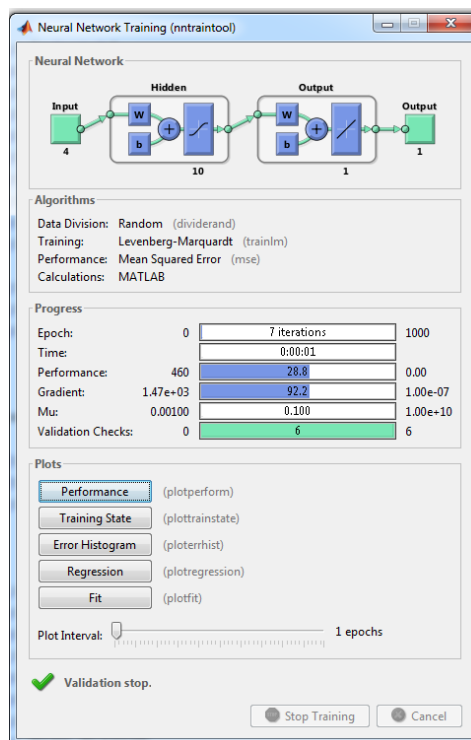 Neural Network Training (nntraintool)
Neural Network
Hidden Output
Input Output
W W
b b
4 10 1 1
Algorithms
Data Division: Random (dividerand)
Training: Levenberg-Marquardt (trainlm)
Performance: Mean Squared Error (mse)
Calculations: MATLAB
Progress
Epoch: 0 7 iterations 1000
Time: 0:00:01
Performance: 460 28.8 0.00
Gradient: 1.47e+03 92.2 1.00e-07
Mu: 0.00100 0.100 1.00e+10
Validation Checks: 0 6 6
Plots
Performance (plotperform)
Training State (plottrainstate)
Error Histogram (ploterrhist)
Regression (plotregression)
Fit (plotfit)
Plot Interval: 1 epochs
Validation stop.
Stop Training Cancel